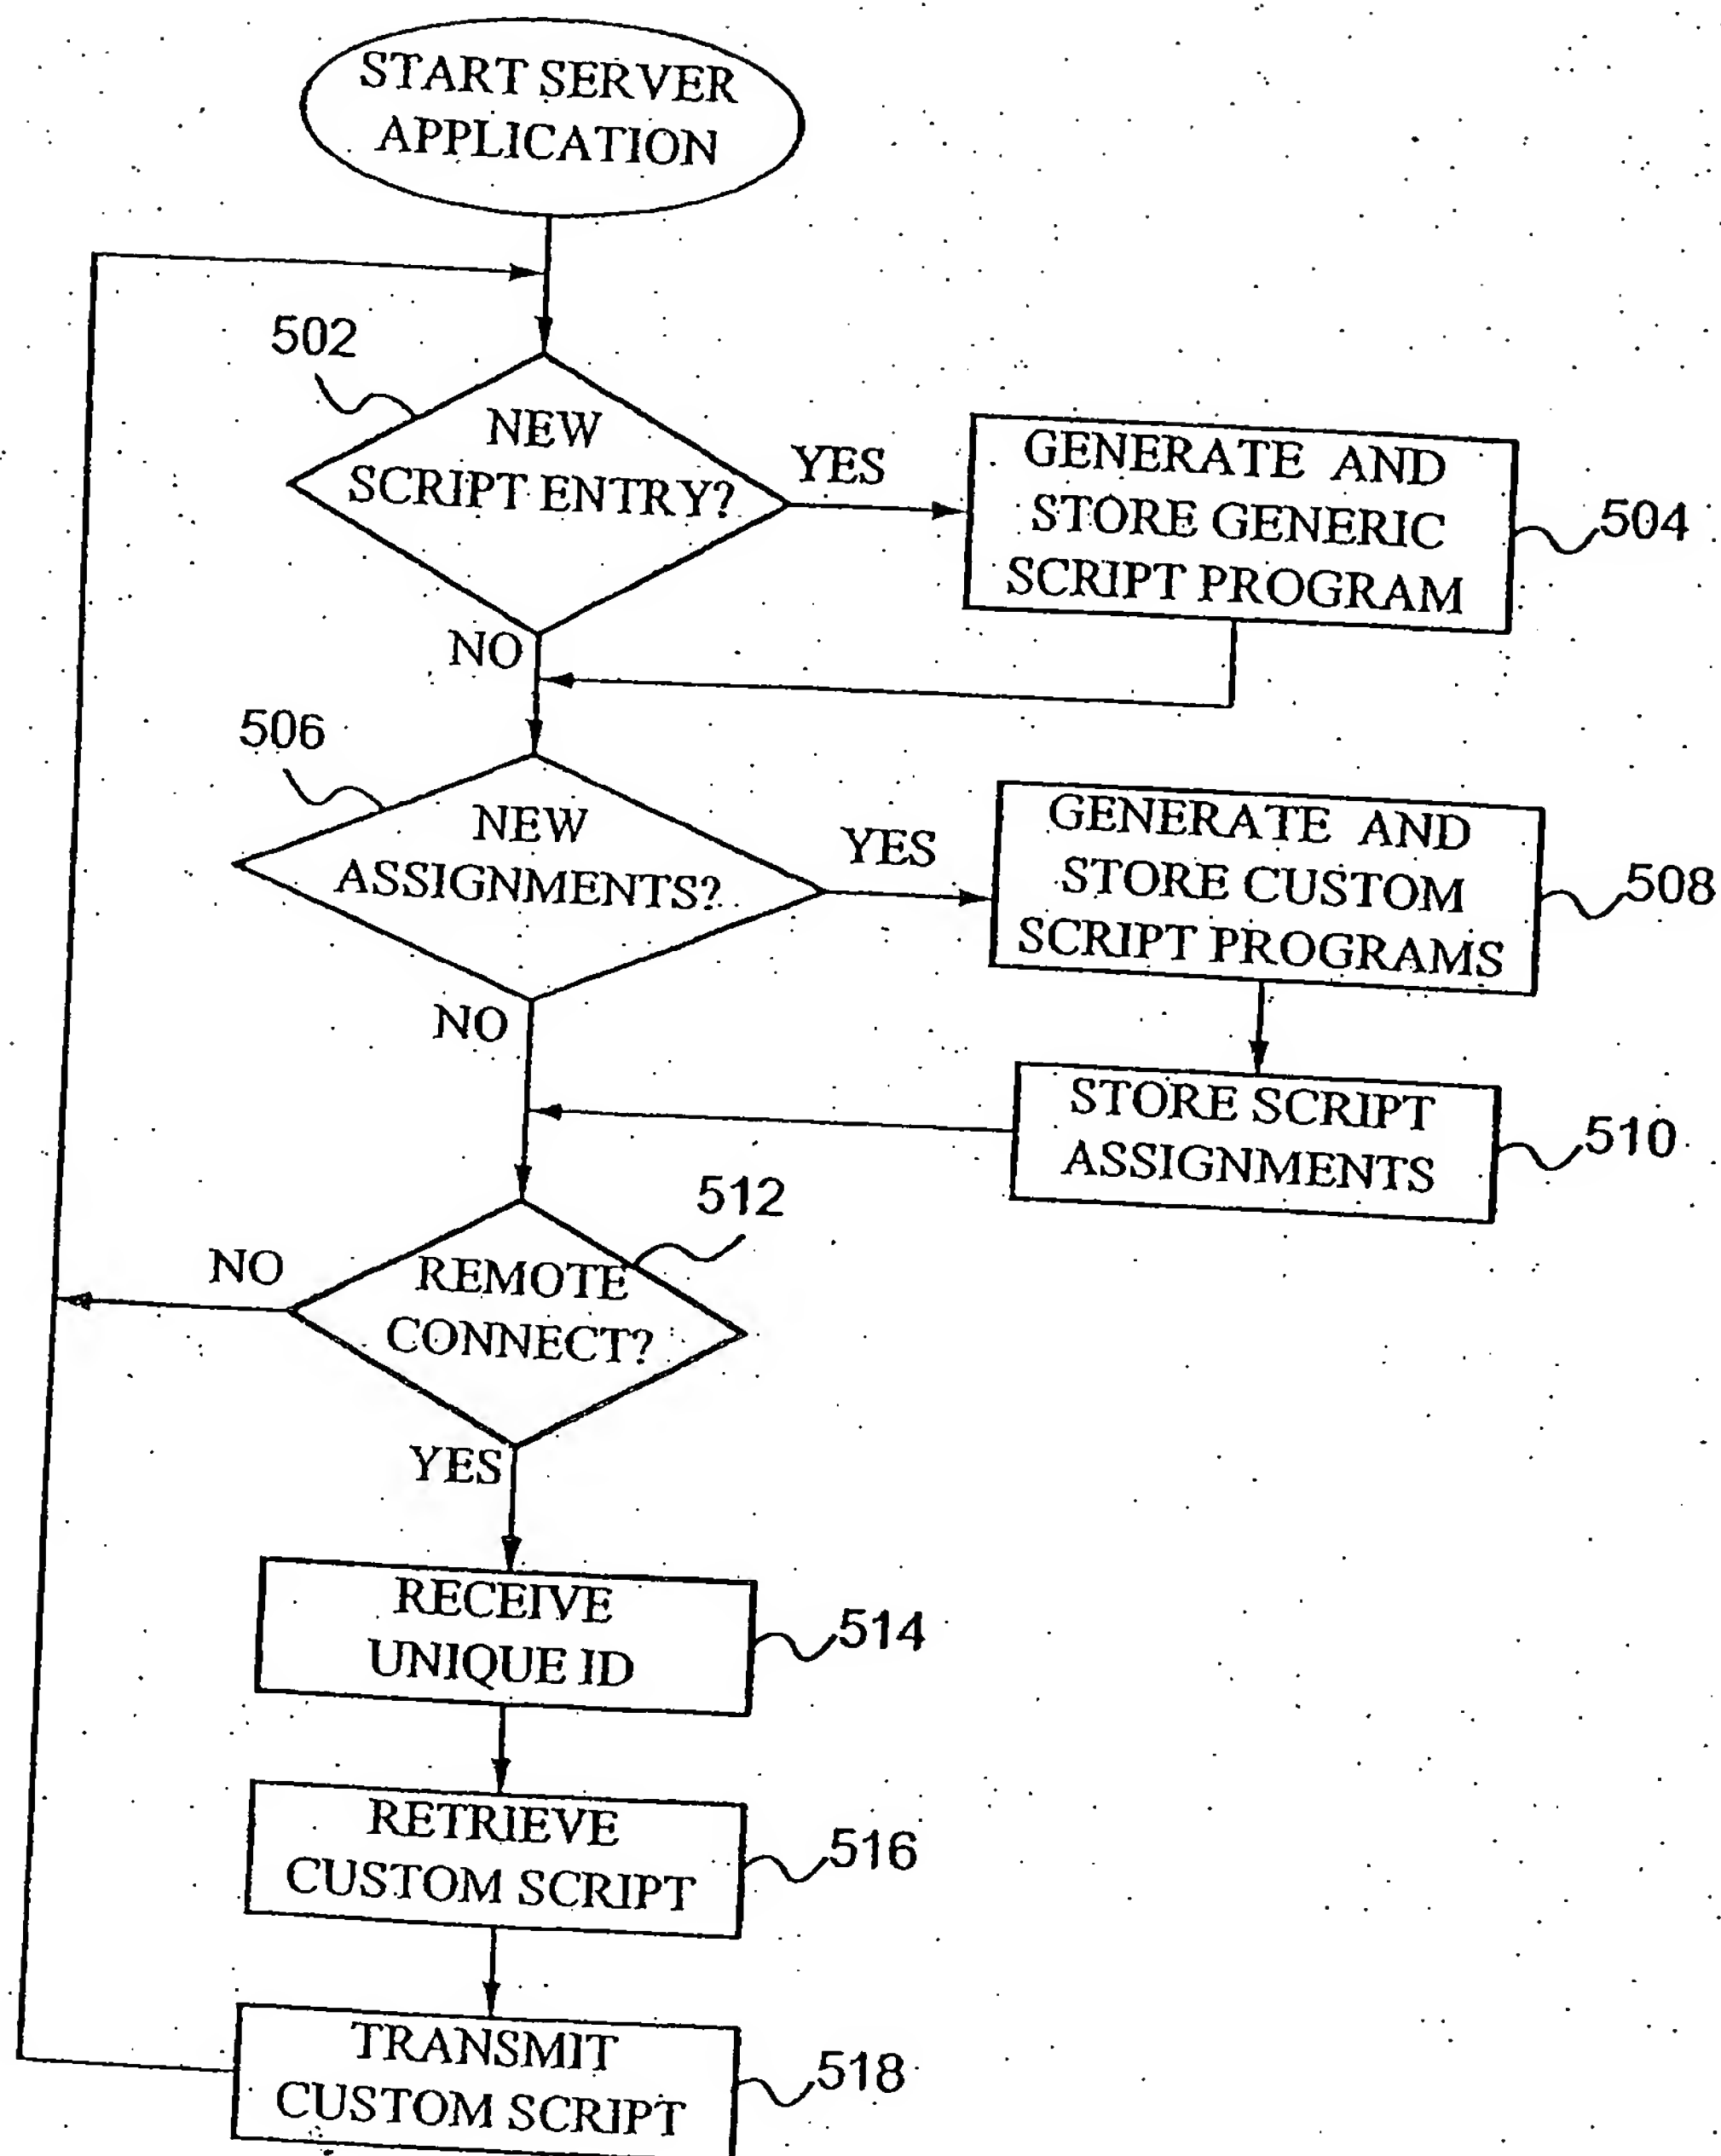 START SERVER
APPLICATION
502
NEW
SCRIPT ENTRY?
YES
GENERATE AND
STORE GENERIC
SCRIPT PROGRAM
504
NO
506
NEW
ASSIGNMENTS?
YES
GENERATE AND
STORE CUSTOM
SCRIPT PROGRAMS
508
NO
STORE SCRIPT
ASSIGNMENTS
510
512
REMOTE
CONNECT?
NO
YES
RECEIVE
UNIQUE ID
514
RETRIEVE
CUSTOM SCRIPT
516
TRANSMIT
CUSTOM SCRIPT
518